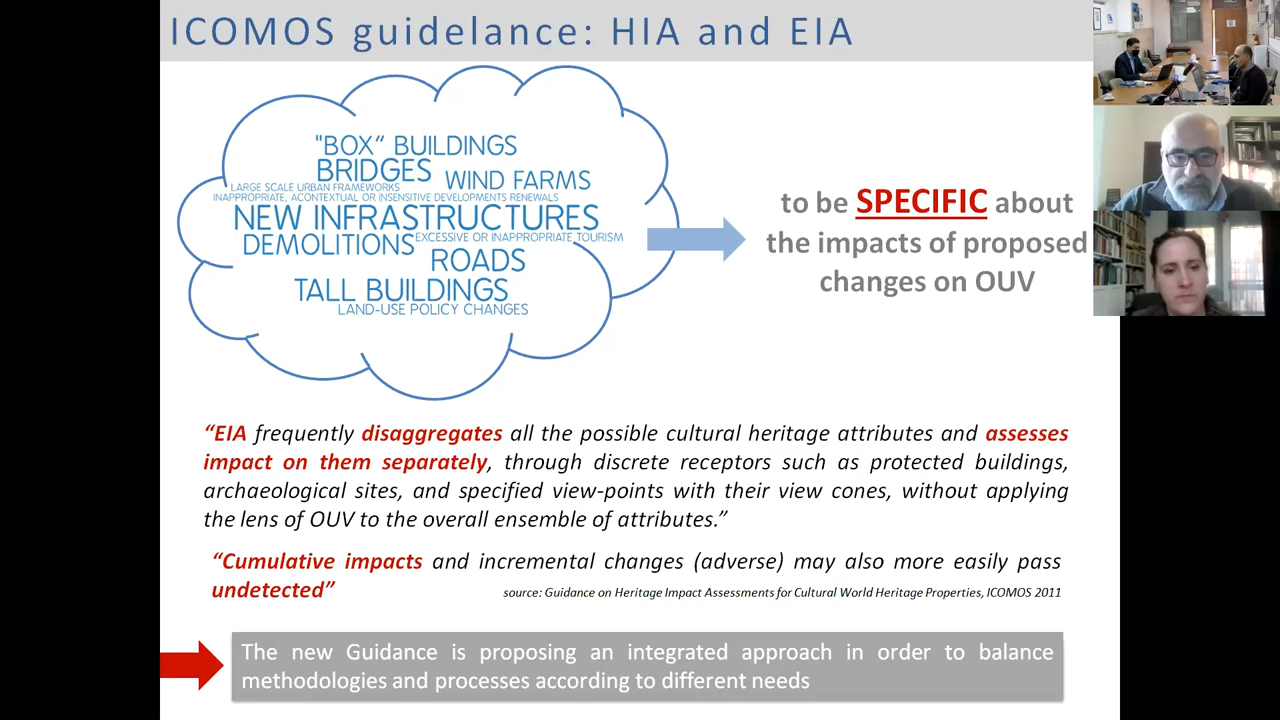 ICOMOS guidelance: HIA and EIA
"BOX" BUILDINGS
BRIDGES
WIND FARMS
LARGE SCALE URBAN FRAMEWORKS
INAPPROPRIATE, ACONTEXTUAL OR INSENSITIVE DEVELOPMENTS RENEWALS
NEW INFRASTRUCTURES
DEMOLITIONS
EXCESSIVE OR INAPPROPRIATE TOURISM
ROADS
TALL BUILDINGS
LAND-USE POLICY CHANGES
to be SPECIFIC about
the impacts of proposed
changes on OUV
“EIA frequently disaggregates all the possible cultural heritage attributes and assesses
impact on them separately, through discrete receptors such as protected buildings,
archaeological sites, and specified view-points with their view cones, without applying
the lens of OUV to the overall ensemble of attributes.”
“Cumulative impacts and incremental changes (adverse) may also more easily pass
undetected”
source: Guidance on Heritage Impact Assessments for Cultural World Heritage Properties, ICOMOS 2011
The new Guidance is proposing an integrated approach in order to balance
methodologies and processes according to different needs